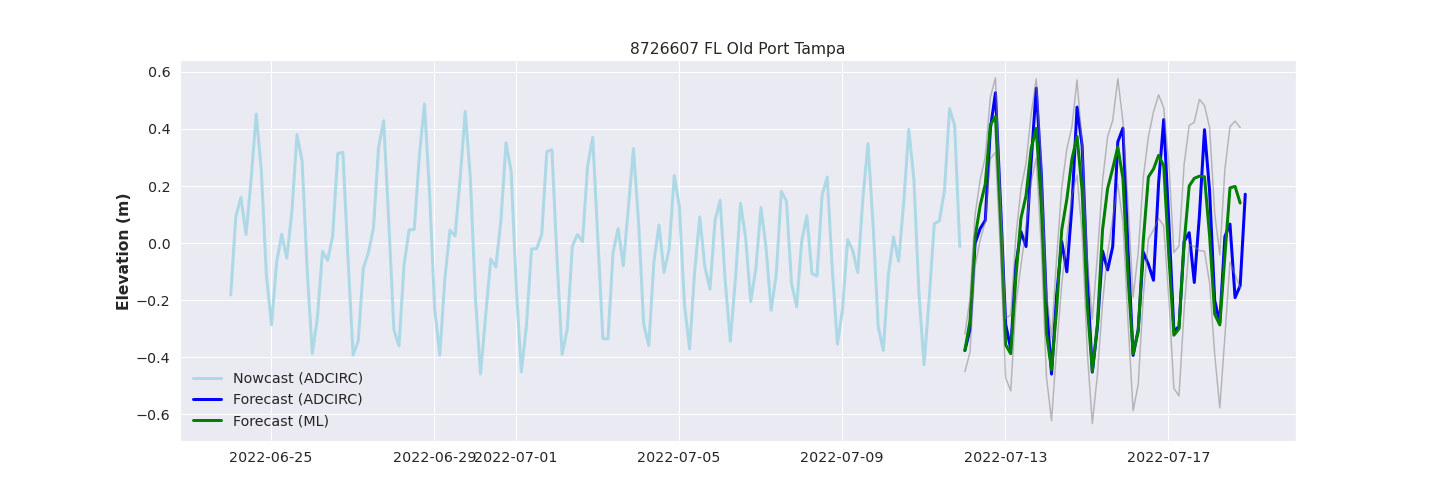 8726607 FL Old Port Tampa
Elevation (m)
0.6
0.4
0.2
0.0
−0.2
−0.4
−0.6
Nowcast (ADCIRC)
Forecast (ADCIRC)
Forecast (ML)
2022-06-25
2022-06-29
2022-07-01
2022-07-05
2022-07-09
2022-07-13
2022-07-17